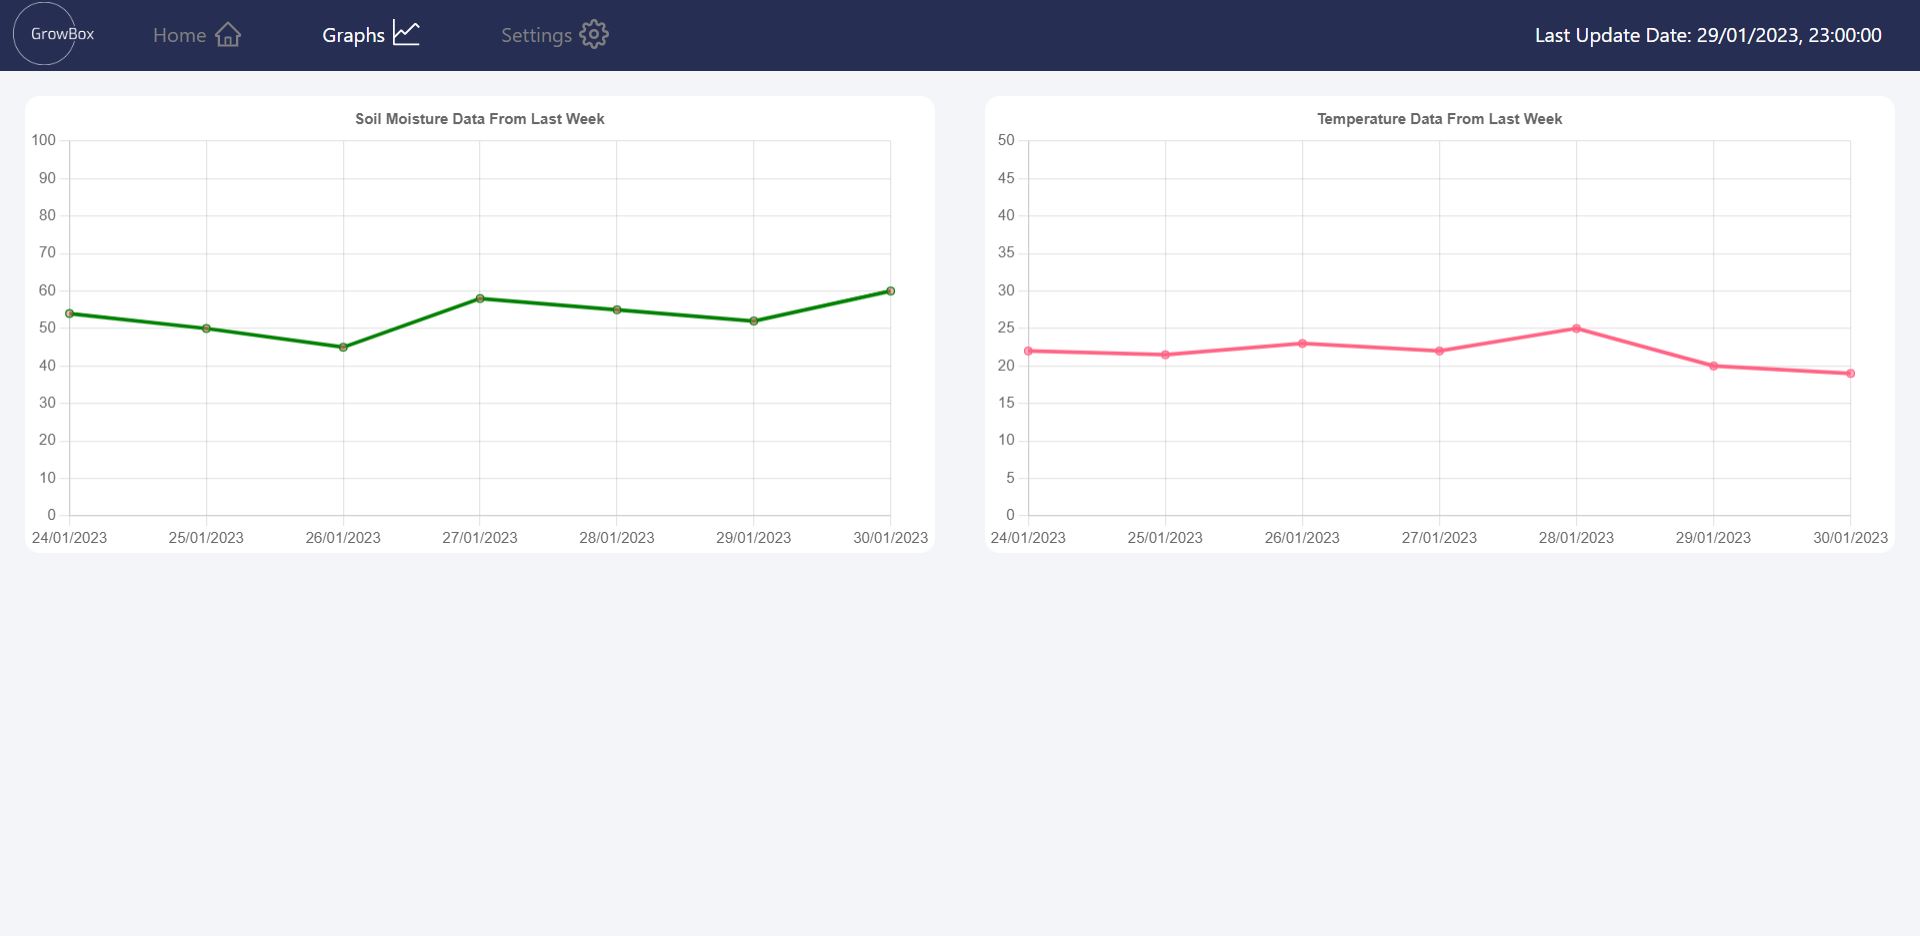 GrowBox
Home
Graphs
Settings
Last Update Date: 29/01/2023, 23:00:00
Soil Moisture Data From Last Week
100
90
80
70
60
50
40
30
20
10
0
24/01/2023 25/01/2023 26/01/2023 27/01/2023 28/01/2023 29/01/2023 30/01/2023
Temperature Data From Last Week
50
45
40
35
30
25
20
15
10
5
0
24/01/2023 25/01/2023 26/01/2023 27/01/2023 28/01/2023 29/01/2023 30/01/2023